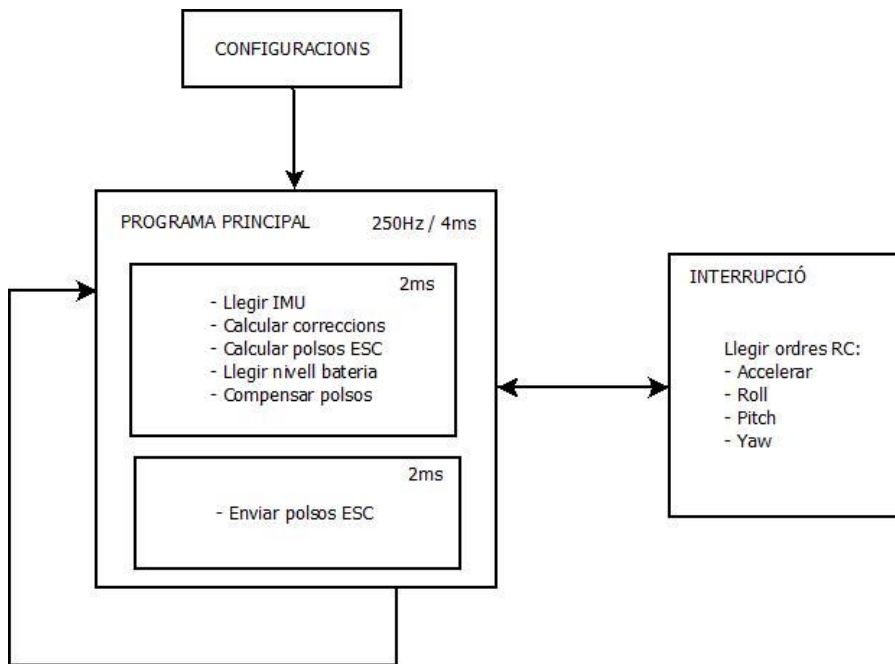 CONFIGURACIONS
PROGRAMA PRINCIPAL 250Hz / 4ms
2ms
- Llegir IMU
- Calcular correccions
- Calcular polsos ESC
- Llegir nivell bateria
- Compensar polsos
2ms
- Enviar polsos ESC
INTERRUPCIÓ
Llegir ordres RC:
- Accelerar
- Roll
- Pitch
- Yaw